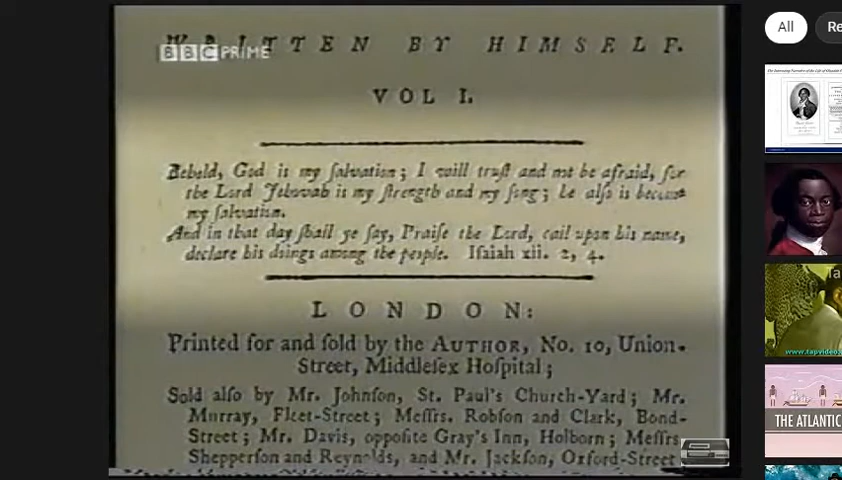 WRITTEN BY HIMSELF.
BBC PRIME
VOL I.
Behold, God is my ſalvation; I will truſt and not be afraid, for
the Lord Jehovah is my ſtrength and my ſong; he alſo is become
my ſalvation.
And in that day ſhall ye ſay, Praiſe the Lord, call upon his name,
declare his doings among the people. Iſaiah xii. 2, 4.
LONDON:
Printed for and ſold by the AUTHOR, No. 10, Union-
Street, Middleſex Hoſpital;
Sold alſo by Mr. Johnſon, St. Paul's Church-Yard; Mr.
Murray, Fleet-Street; Meſſrs. Robſon and Clark, Bond-
Street; Mr. Davis, oppoſite Gray's Inn, Holborn; Meſſrs
Shepperſon and Reynolds, and Mr. Jackſon, Oxford-Street
All
Re
www.tapvideo.
THE ATLANTIC